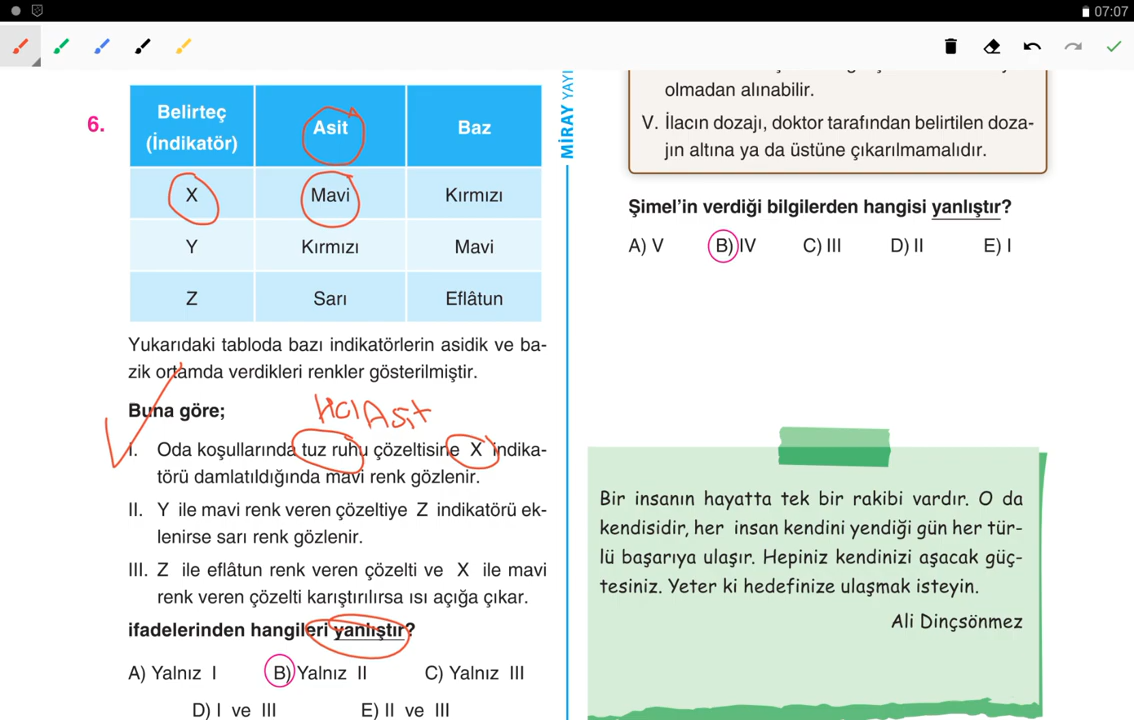 07:07
6.
Belirteç
(İndikatör)
Asit
Baz
X
Mavi
Kırmızı
Y
Kırmızı
Mavi
Z
Sarı
Eflâtun
Yukarıdaki tabloda bazı indikatörlerin asidik ve ba-
zik ortamda verdikleri renkler gösterilmiştir.
Buna göre;
HCl Asit
I. Oda koşullarında tuz ruhu çözeltisine X indika-
törü damlatıldığında mavi renk gözlenir.
II. Y ile mavi renk veren çözeltiye Z indikatörü ek-
lenirse sarı renk gözlenir.
III. Z ile eflâtun renk veren çözelti ve X ile mavi
renk veren çözelti karıştırılırsa ısı açığa çıkar.
ifadelerinden hangileri yanlıştır?
A) Yalnız I
B) Yalnız II
C) Yalnız III
D) I ve III
E) II ve III
MİRAY YAYI
olmadan alınabilir.
V. İlacın dozajı, doktor tarafından belirtilen doza-
jın altına ya da üstüne çıkarılmamalıdır.
Şimel'in verdiği bilgilerden hangisi yanlıştır?
A) V
B) IV
C) III
D) II
E) I
Bir insanın hayatta tek bir rakibi vardır. O da
kendisidir, her insan kendini yendiği gün her tür-
lü başarıya ulaşır. Hepiniz kendinizi aşacak güç-
tesiniz. Yeter ki hedefinize ulaşmak isteyin.
Ali Dinçsönmez